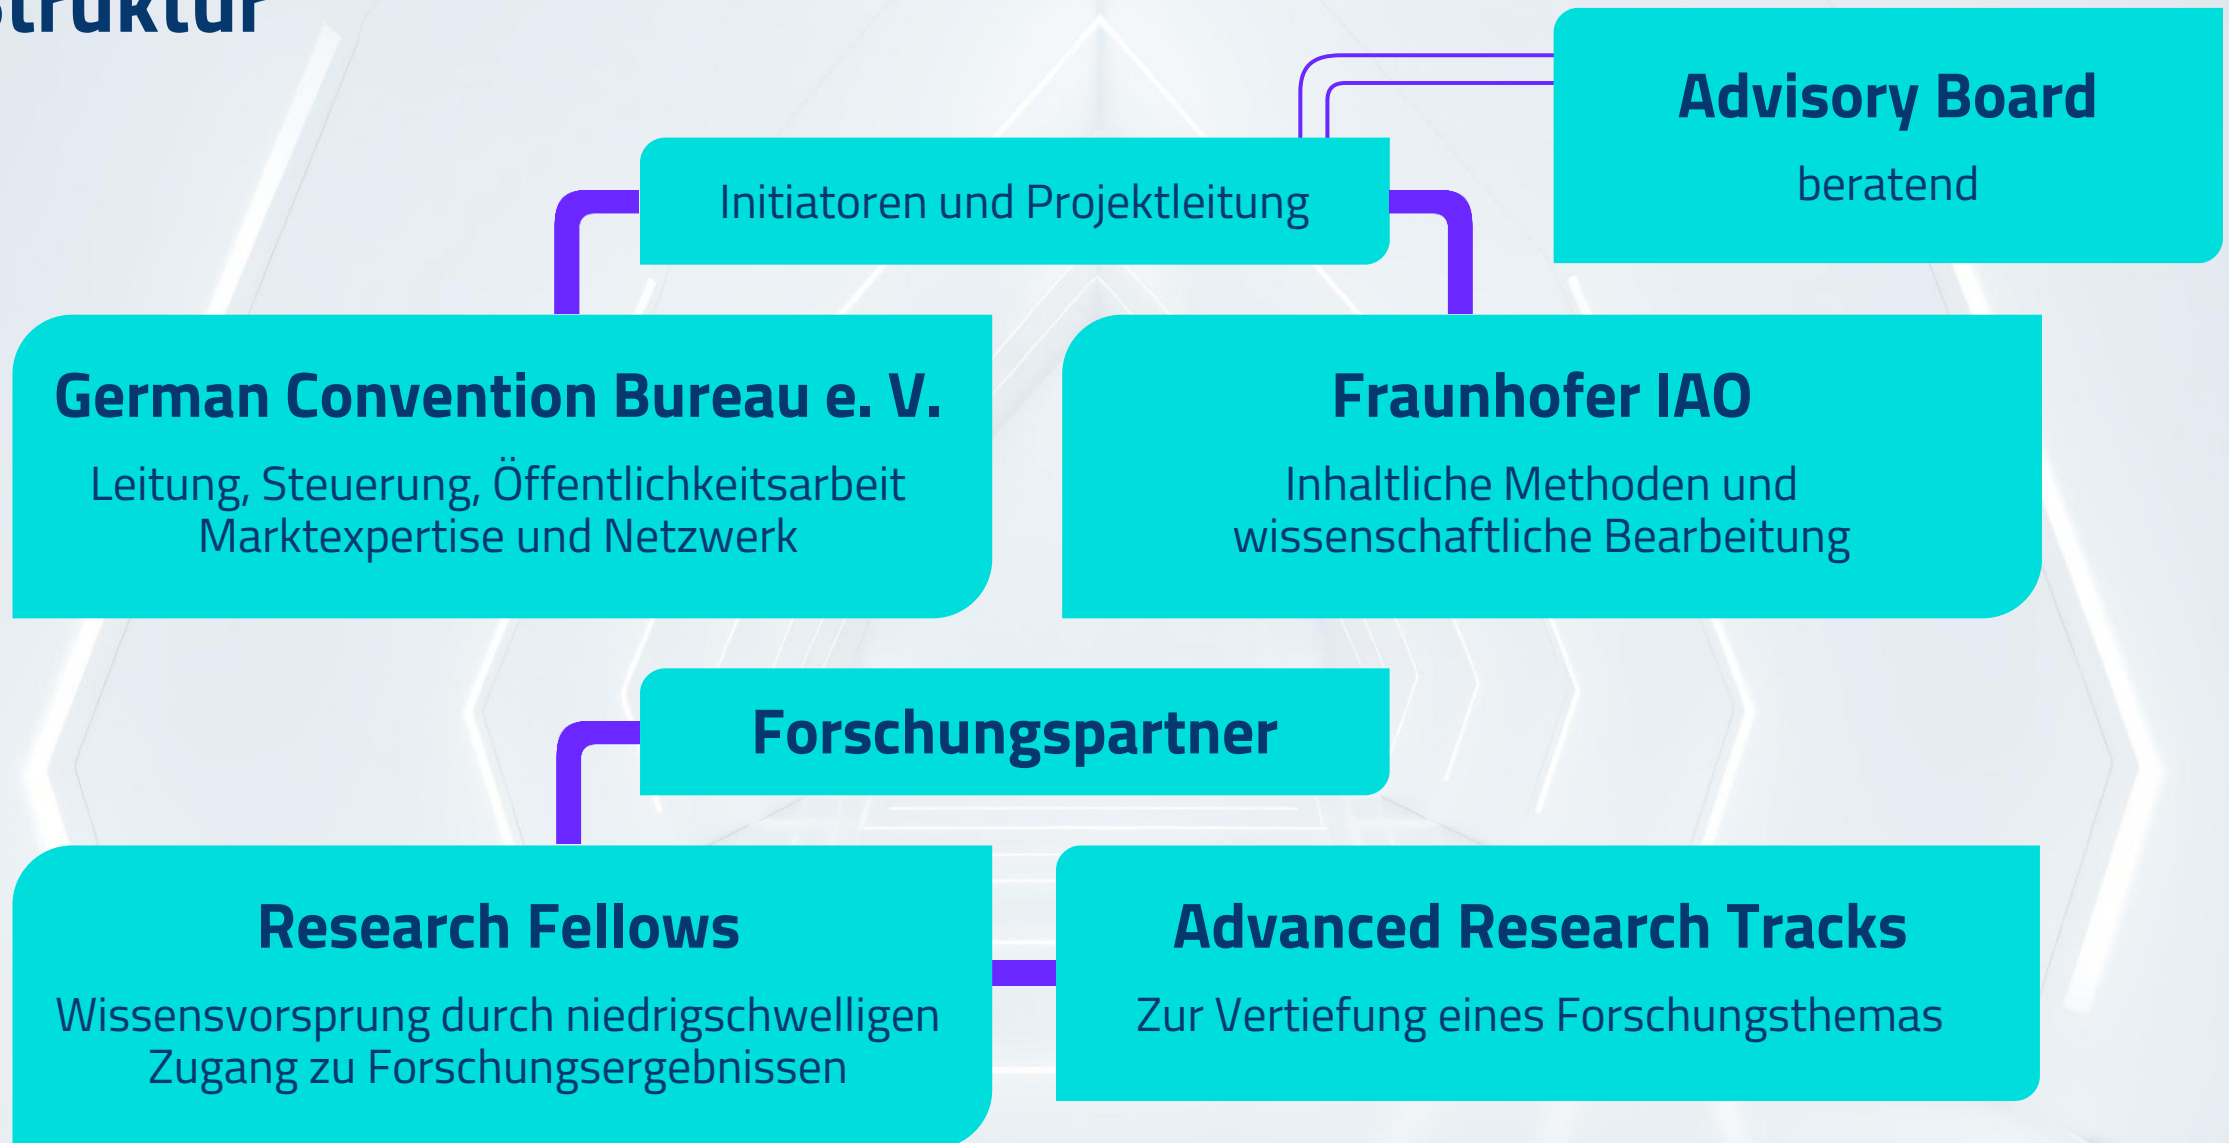 Struktur
Advisory Board
beratend
Initiatoren und Projektleitung
German Convention Bureau e. V.
Leitung, Steuerung, Öffentlichkeitsarbeit
Marktexpertise und Netzwerk
Fraunhofer IAO
Inhaltliche Methoden und
wissenschaftliche Bearbeitung
Forschungspartner
Research Fellows
Wissensvorsprung durch niedrigschwelligen
Zugang zu Forschungsergebnissen
Advanced Research Tracks
Zur Vertiefung eines Forschungsthemas